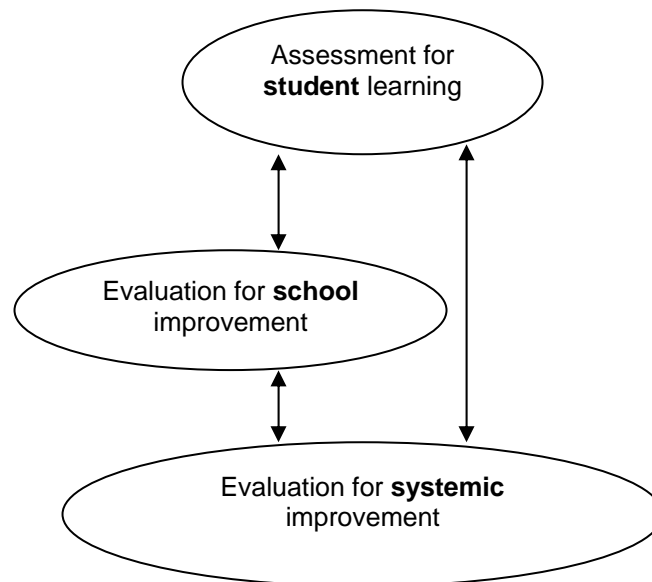 Assessment for
student learning
Evaluation for school
improvement
Evaluation for systemic
improvement